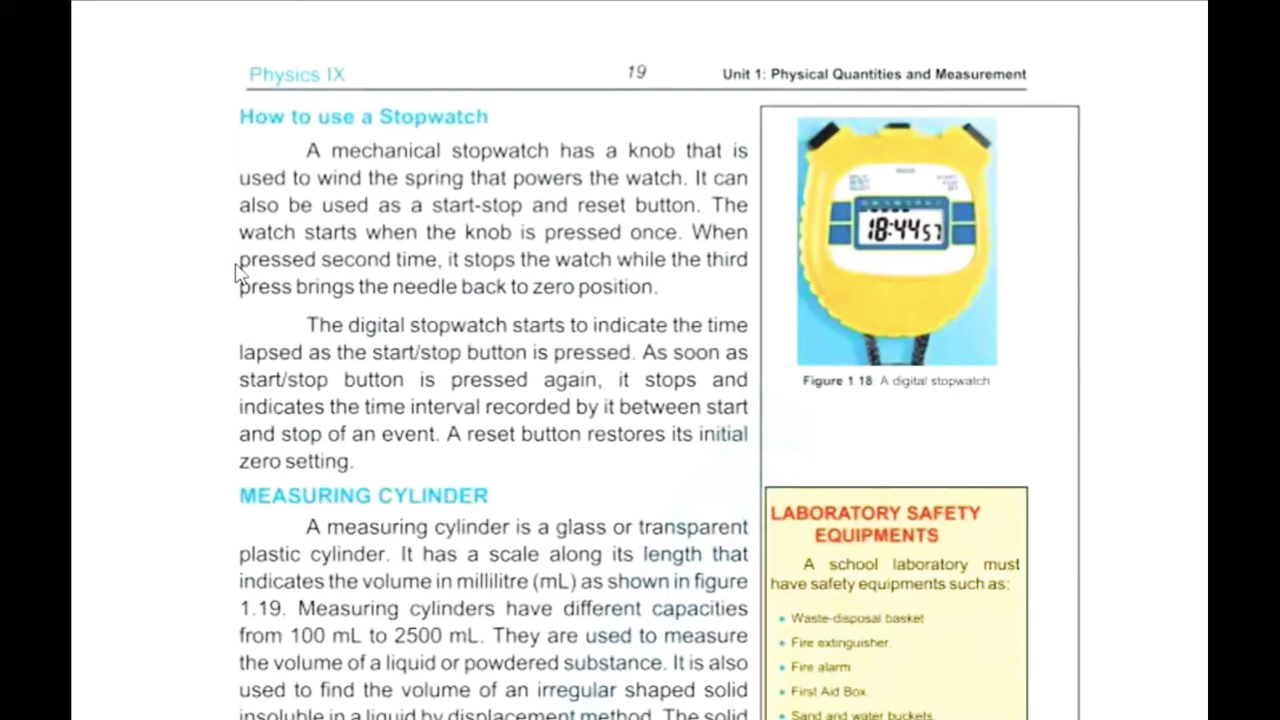 Physics IX
19
Unit 1: Physical Quantities and Measurement
How to use a Stopwatch
A mechanical stopwatch has a knob that is
used to wind the spring that powers the watch. It can
also be used as a start-stop and reset button. The
watch starts when the knob is pressed once. When
pressed second time, it stops the watch while the third
press brings the needle back to zero position.
The digital stopwatch starts to indicate the time
lapsed as the start/stop button is pressed. As soon as
start/stop button is pressed again, it stops and
indicates the time interval recorded by it between start
and stop of an event. A reset button restores its initial
zero setting.
MEASURING CYLINDER
A measuring cylinder is a glass or transparent
plastic cylinder. It has a scale along its length that
indicates the volume in millilitre (mL) as shown in figure
1.19. Measuring cylinders have different capacities
from 100 mL to 2500 mL. They are used to measure
the volume of a liquid or powdered substance. It is also
used to find the volume of an irregular shaped solid
insoluble in a liquid by displacement method. The solid
18:44 57
Figure 1.18: A digital stopwatch
LABORATORY SAFETY
EQUIPMENTS
A school laboratory must
have safety equipments such as:
• Waste-disposal basket
• Fire extinguisher.
• Fire alarm
• First Aid Box.
• Sand and water buckets.